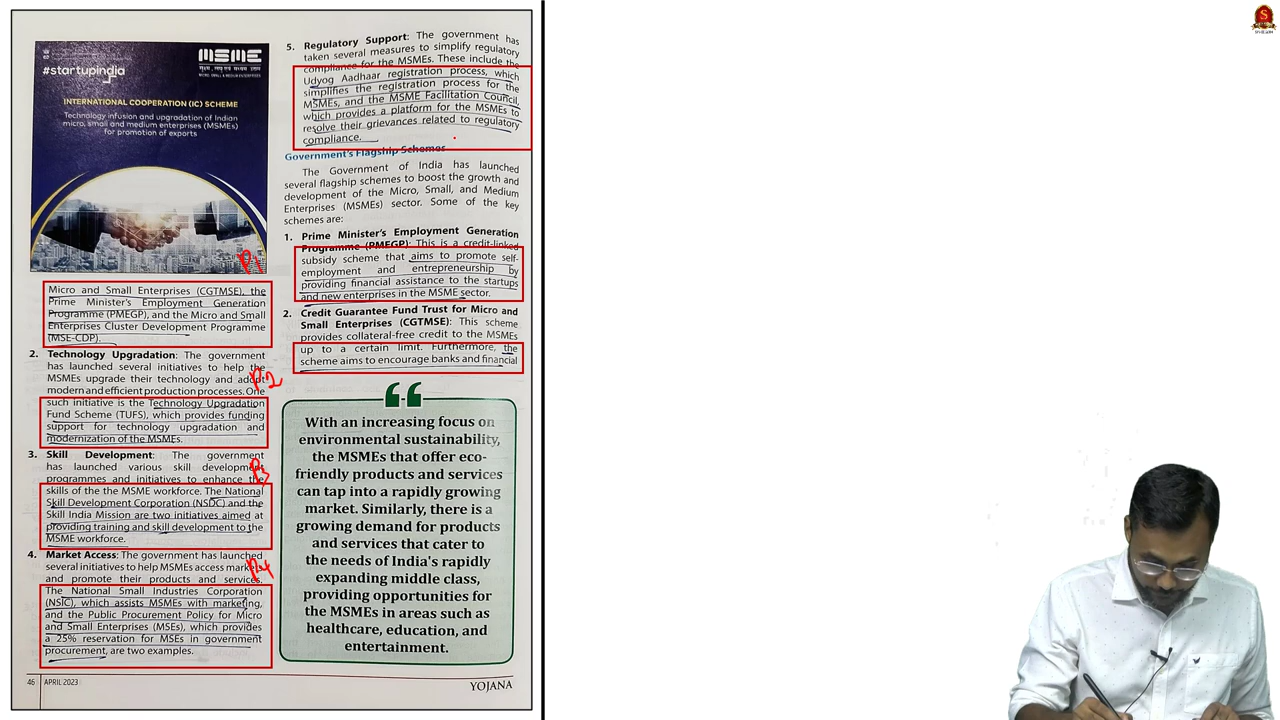 #startupindia
MSME
सूक्ष्म, लघु एवं मध्यम उद्यम
MICRO, SMALL & MEDIUM ENTERPRISES
INTERNATIONAL COOPERATION (IC) SCHEME
Technology infusion and upgradation of Indian
micro, small and medium enterprises (MSMEs)
for promotion of exports
P1
Micro and Small Enterprises (CGTMSE), the
Prime Minister's Employment Generation
Programme (PMEGP), and the Micro and Small
Enterprises Cluster Development Programme
(MSE-CDP).
2. Technology Upgradation: The government
has launched several initiatives to help the
MSMEs upgrade their technology and adopt
modern and efficient production processes. One
such initiative is the Technology Upgradation
Fund Scheme (TUFS), which provides funding
support for technology upgradation and
modernization of the MSMEs.
P2
3. Skill Development: The government
has launched various skill development
programmes and initiatives to enhance the
skills of the the MSME workforce. The National
Skill Development Corporation (NSDC) and the
Skill India Mission are two initiatives aimed at
providing training and skill development to the
MSME workforce.
P3
4. Market Access: The government has launched
several initiatives to help MSMEs access market
and promote their products and services.
The National Small Industries Corporation
(NSIC), which assists MSMEs with marketing,
and the Public Procurement Policy for Micro
and Small Enterprises (MSEs), which provides
a 25% reservation for MSEs in government
procurement, are two examples.
P4
46 APRIL 2023
5. Regulatory Support: The government has
taken several measures to simplify regulatory
compliance for the MSMEs. These include the
Udyog Aadhaar registration process, which
simplifies the registration process for the
MSMEs, and the MSME Facilitation Council,
which provides a platform for the MSMEs to
resolve their grievances related to regulatory
compliance.
Government's Flagship Schemes
The Government of India has launched
several flagship schemes to boost the growth and
development of the Micro, Small, and Medium
Enterprises (MSMEs) sector. Some of the key
schemes are:
1. Prime Minister's Employment Generation
Programme (PMEGP): This is a credit-linked
subsidy scheme that aims to promote self-
employment and entrepreneurship by
providing financial assistance to the startups
and new enterprises in the MSME sector.
2. Credit Guarantee Fund Trust for Micro and
Small Enterprises (CGTMSE): This scheme
provides collateral-free credit to the MSMEs
up to a certain limit. Furthermore, the
scheme aims to encourage banks and financial
With an increasing focus on
environmental sustainability,
the MSMEs that offer eco-
friendly products and services
can tap into a rapidly growing
market. Similarly, there is a
growing demand for products
and services that cater to
the needs of India's rapidly
expanding middle class,
providing opportunities for
the MSMEs in areas such as
healthcare, education, and
entertainment.
YOJANA